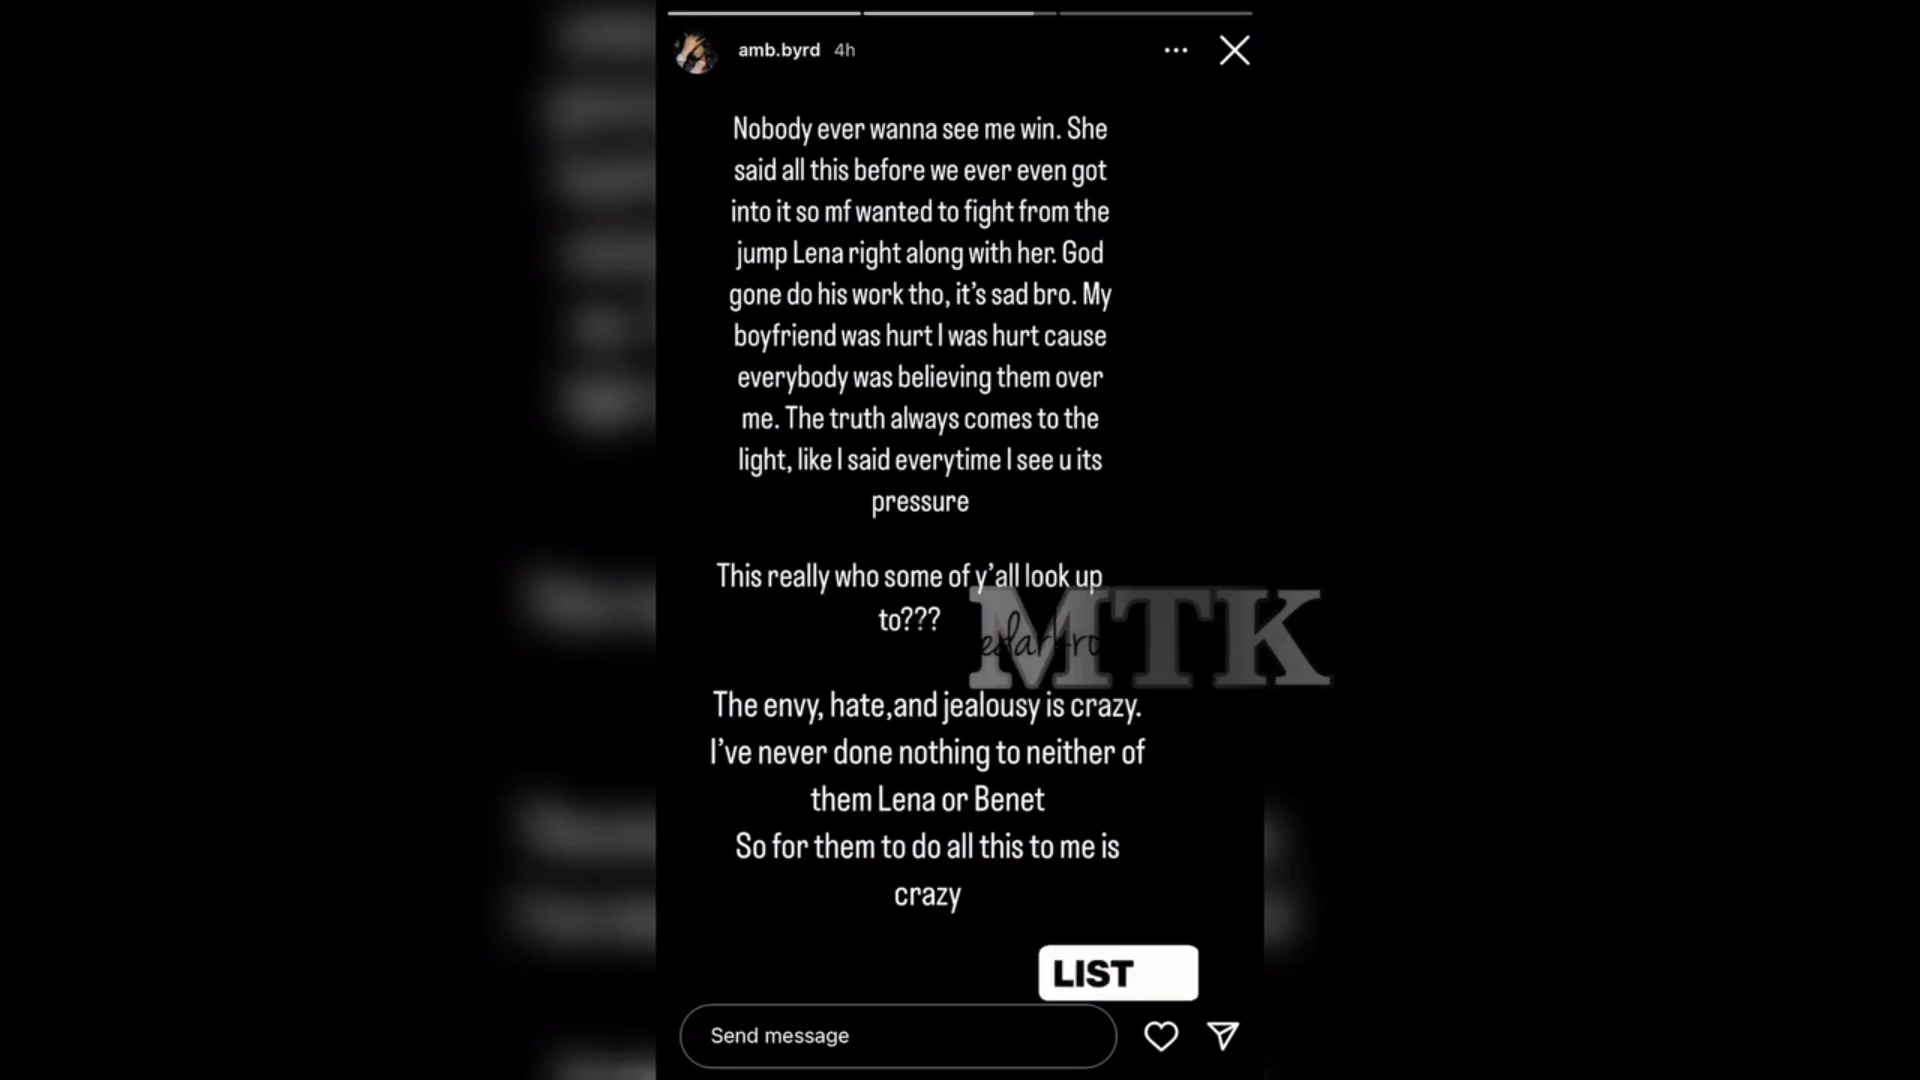 amb.byrd 4h
Nobody ever wanna see me win. She
said all this before we ever even got
into it so mf wanted to fight from the
jump Lena right along with her. God
gone do his work tho, it’s sad bro. My
boyfriend was hurt I was hurt cause
everybody was believing them over
me. The truth always comes to the
light, like I said everytime I see u its
pressure
This really who some of y’all look up
to???
MTK
The envy, hate,and jealousy is crazy.
I’ve never done nothing to neither of
them Lena or Benet
So for them to do all this to me is
crazy
LIST
Send message